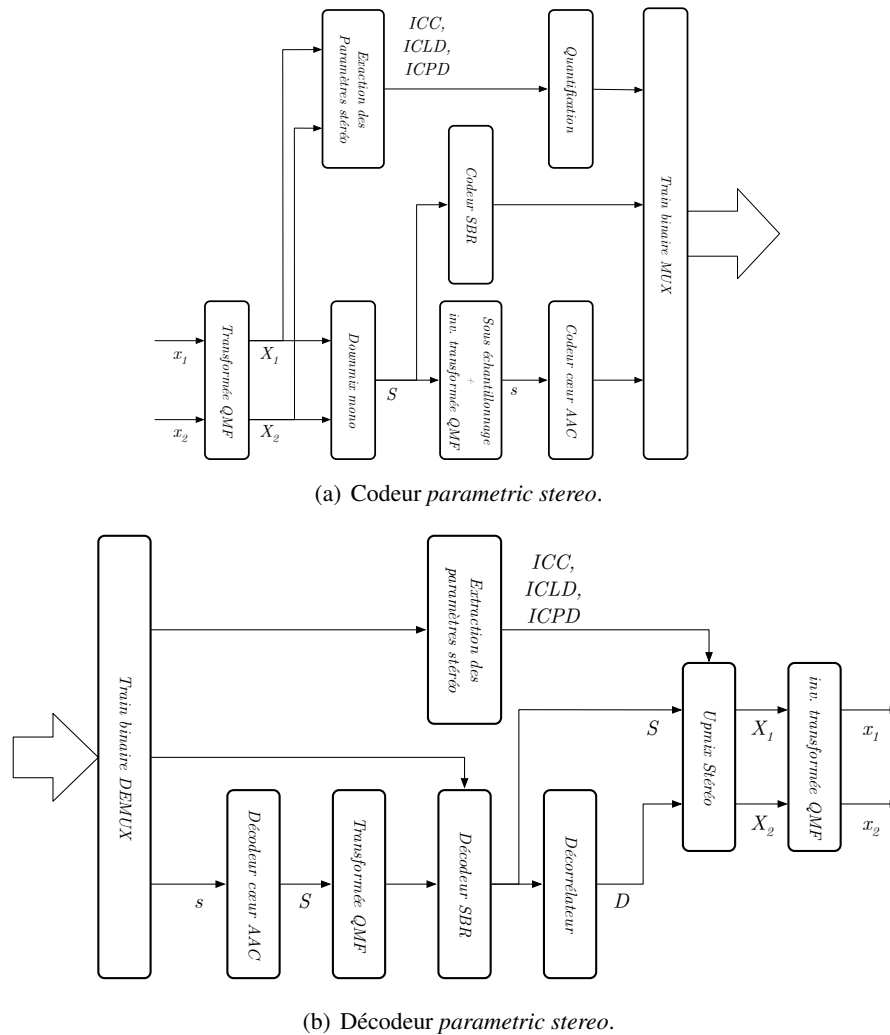 ICC,
ICLD,
ICPD
Exaction des
Paramètres stéréo
Quantification
Codeur SBR
Train binaire MUX
x1
x2
Transformée QMF
X1
X2
Downmix mono
S
Sous échantillonnage
+
inv. transformée QMF
s
Codeur cœur AAC
(a) Codeur parametric stereo.
Train binaire DEMUX
Extraction des
paramètres stéréo
ICC,
ICLD,
ICPD
S
Upmix Stéréo
X1
X2
inv. transformée QMF
x1
x2
s
Décodeur cœur AAC
S
Transformée QMF
Décodeur SBR
Décorrélateur
D
(b) Décodeur parametric stereo.